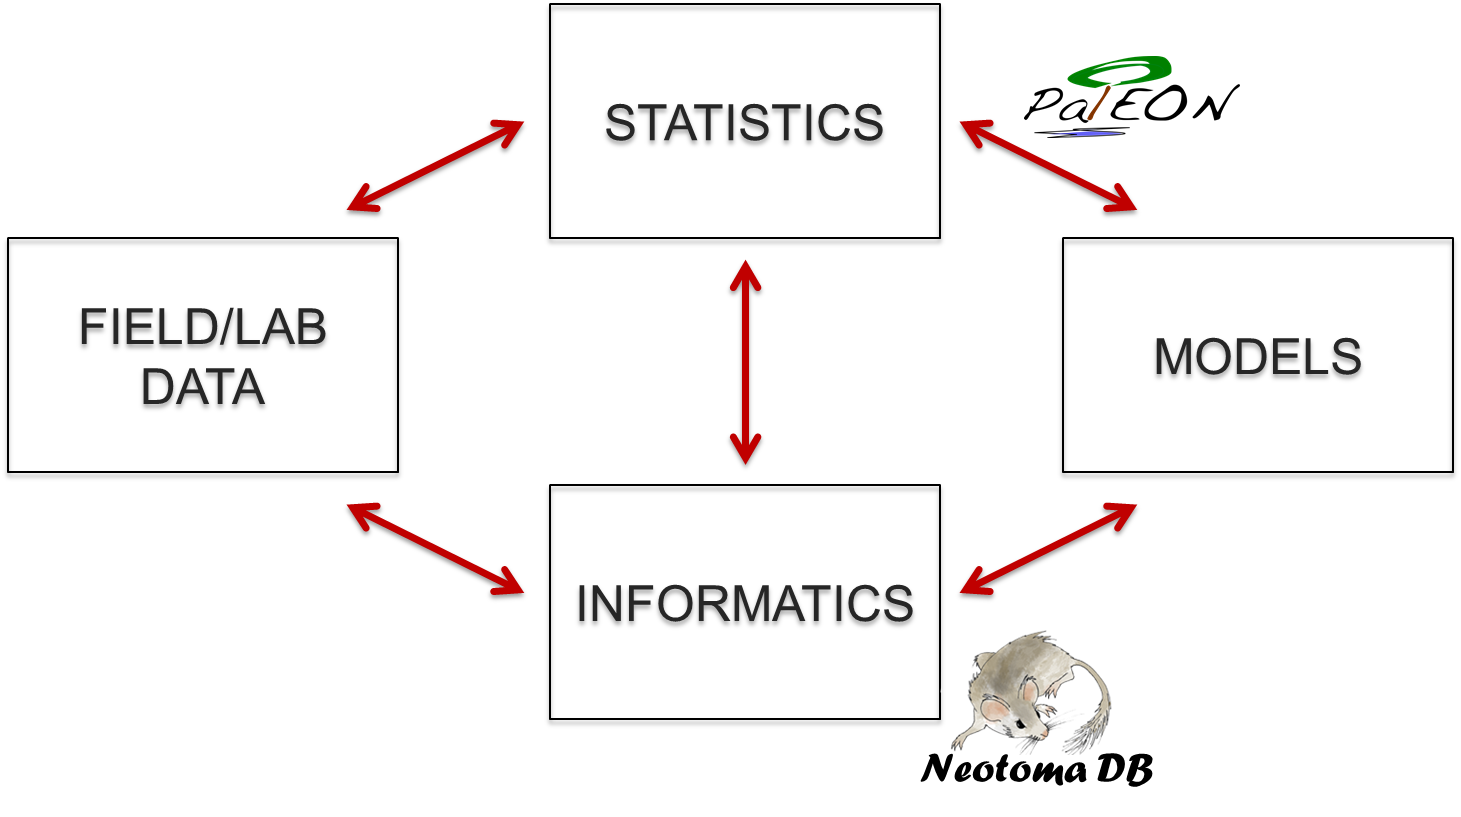 STATISTICS
PalEON
FIELD/LAB
DATA
MODELS
INFORMATICS
Neotoma DB